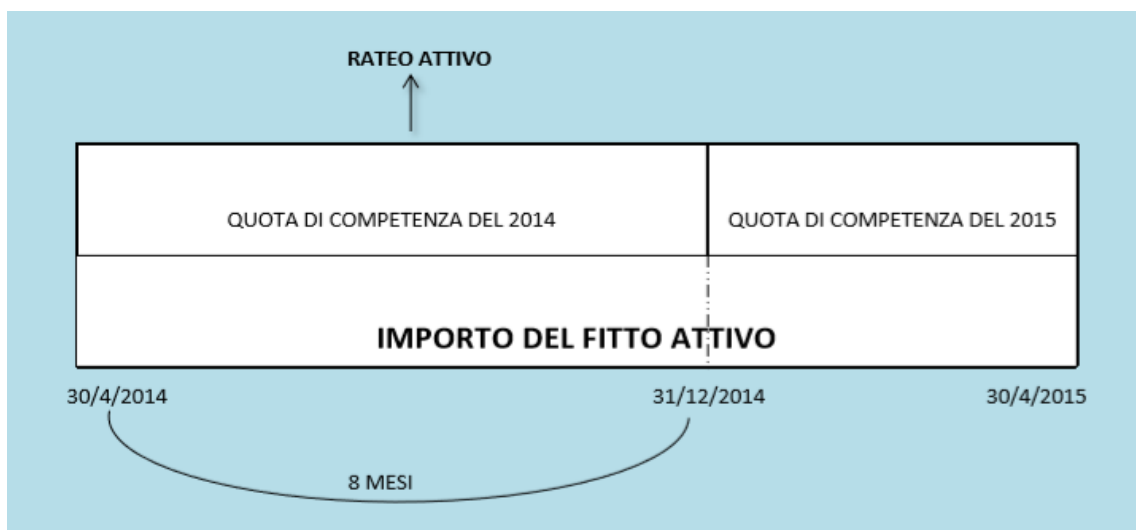 RATEO ATTIVO
QUOTA DI COMPETENZA DEL 2014
QUOTA DI COMPETENZA DEL 2015
IMPORTO DEL FITTO ATTIVO
30/4/2014
31/12/2014
30/4/2015
8 MESI